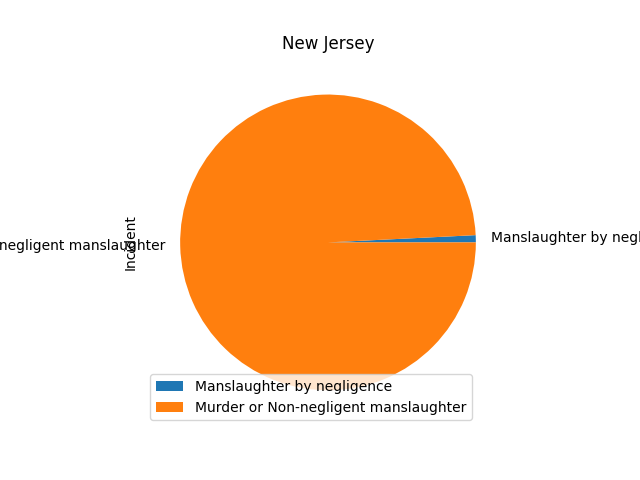 New Jersey
Incident
negligent manslaughter
Manslaughter by negl
Manslaughter by negligence
Murder or Non-negligent manslaughter